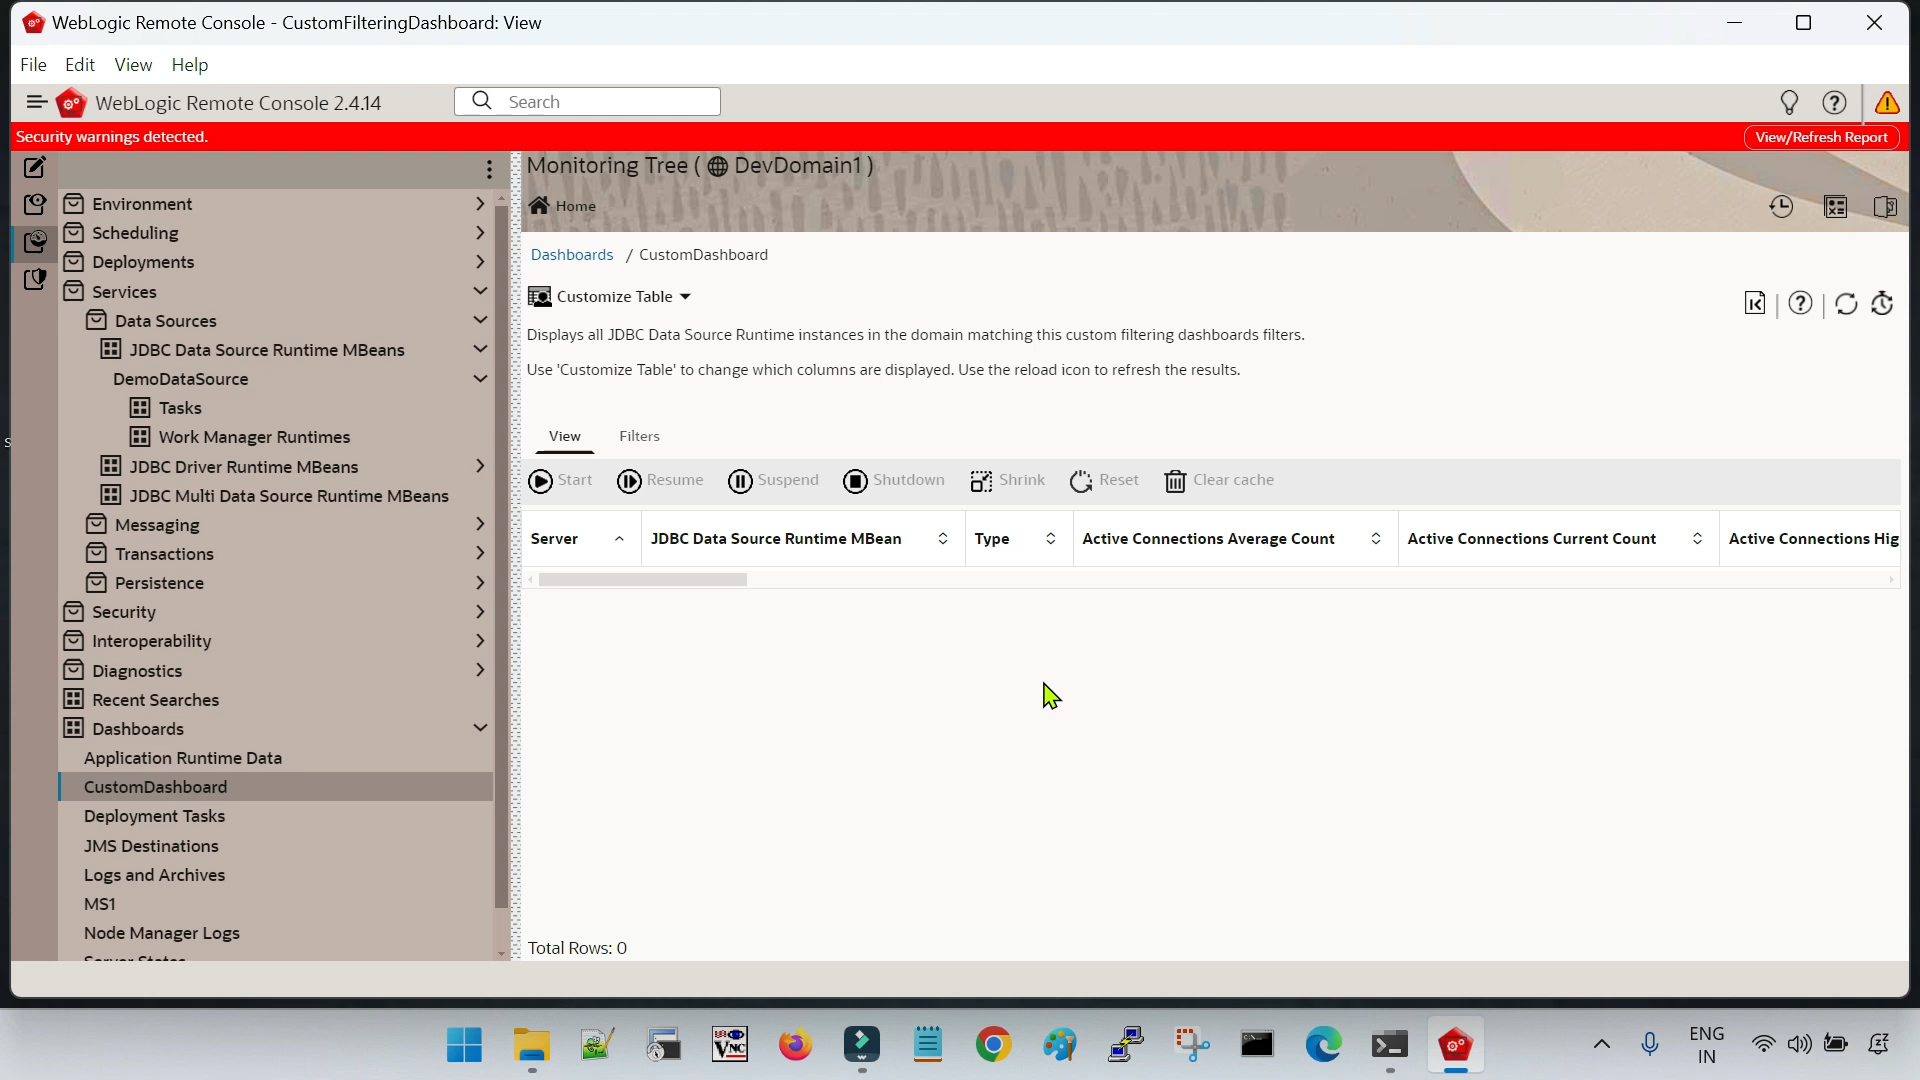 WebLogic Remote Console - CustomFilteringDashboard: View
File Edit View Help
WebLogic Remote Console 2.4.14
Search
Security warnings detected.
View/Refresh Report
Environment
Scheduling
Deployments
Services
Data Sources
JDBC Data Source Runtime MBeans
DemoDataSource
Tasks
Work Manager Runtimes
JDBC Driver Runtime MBeans
JDBC Multi Data Source Runtime MBeans
Messaging
Transactions
Persistence
Security
Interoperability
Diagnostics
Recent Searches
Dashboards
Application Runtime Data
CustomDashboard
Deployment Tasks
JMS Destinations
Logs and Archives
MS1
Node Manager Logs
Server States
Monitoring Tree ( DevDomain1 )
Home
Dashboards / CustomDashboard
Customize Table
Displays all JDBC Data Source Runtime instances in the domain matching this custom filtering dashboards filters.
Use 'Customize Table' to change which columns are displayed. Use the reload icon to refresh the results.
View Filters
Start Resume Suspend Shutdown Shrink Reset Clear cache
Server JDBC Data Source Runtime MBean Type Active Connections Average Count Active Connections Current Count Active Connections Hig
Total Rows: 0
S
VNC
ENG
IN